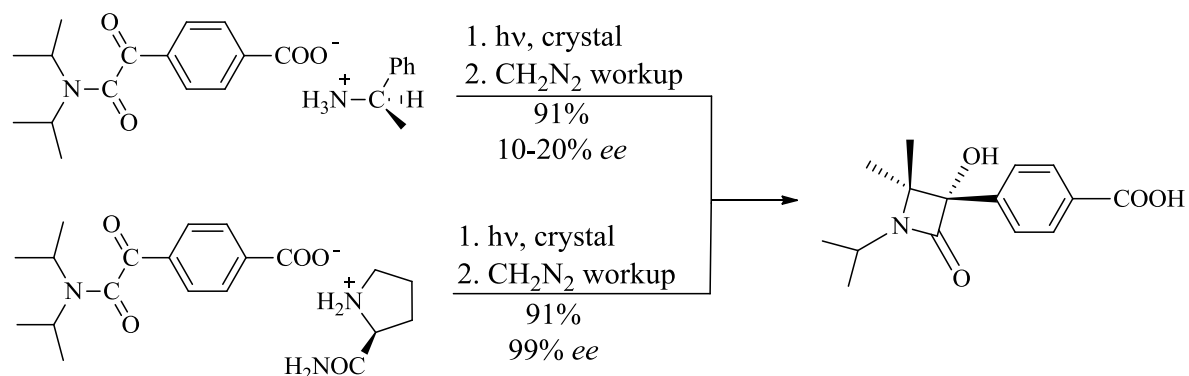 O
C
COO⁻
N
C
O
H₃N⁺
Ph
C
H
1. hν, crystal
2. CH₂N₂ workup
91%
10-20% ee
O
C
COO⁻
N
C
O
H₂N⁺
H₂NOC
1. hν, crystal
2. CH₂N₂ workup
91%
99% ee
OH
COOH
N
O